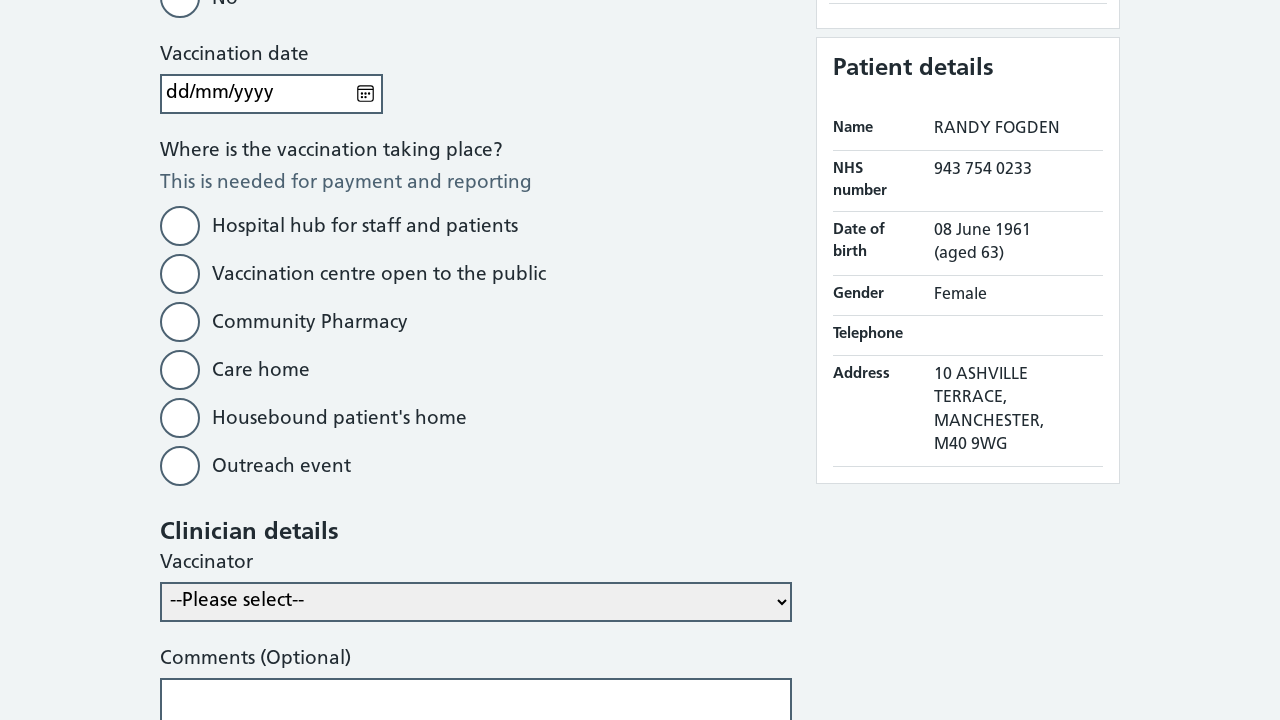 No
Vaccination date
dd/mm/yyyy
Where is the vaccination taking place?
This is needed for payment and reporting
Hospital hub for staff and patients
Vaccination centre open to the public
Community Pharmacy
Care home
Housebound patient's home
Outreach event
Clinician details
Vaccinator
--Please select--
Comments (Optional)
Patient details
Name RANDY FOGDEN
NHS number 943 754 0233
Date of birth 08 June 1961 (aged 63)
Gender Female
Telephone
Address 10 ASHVILLE
TERRACE,
MANCHESTER,
M40 9WG